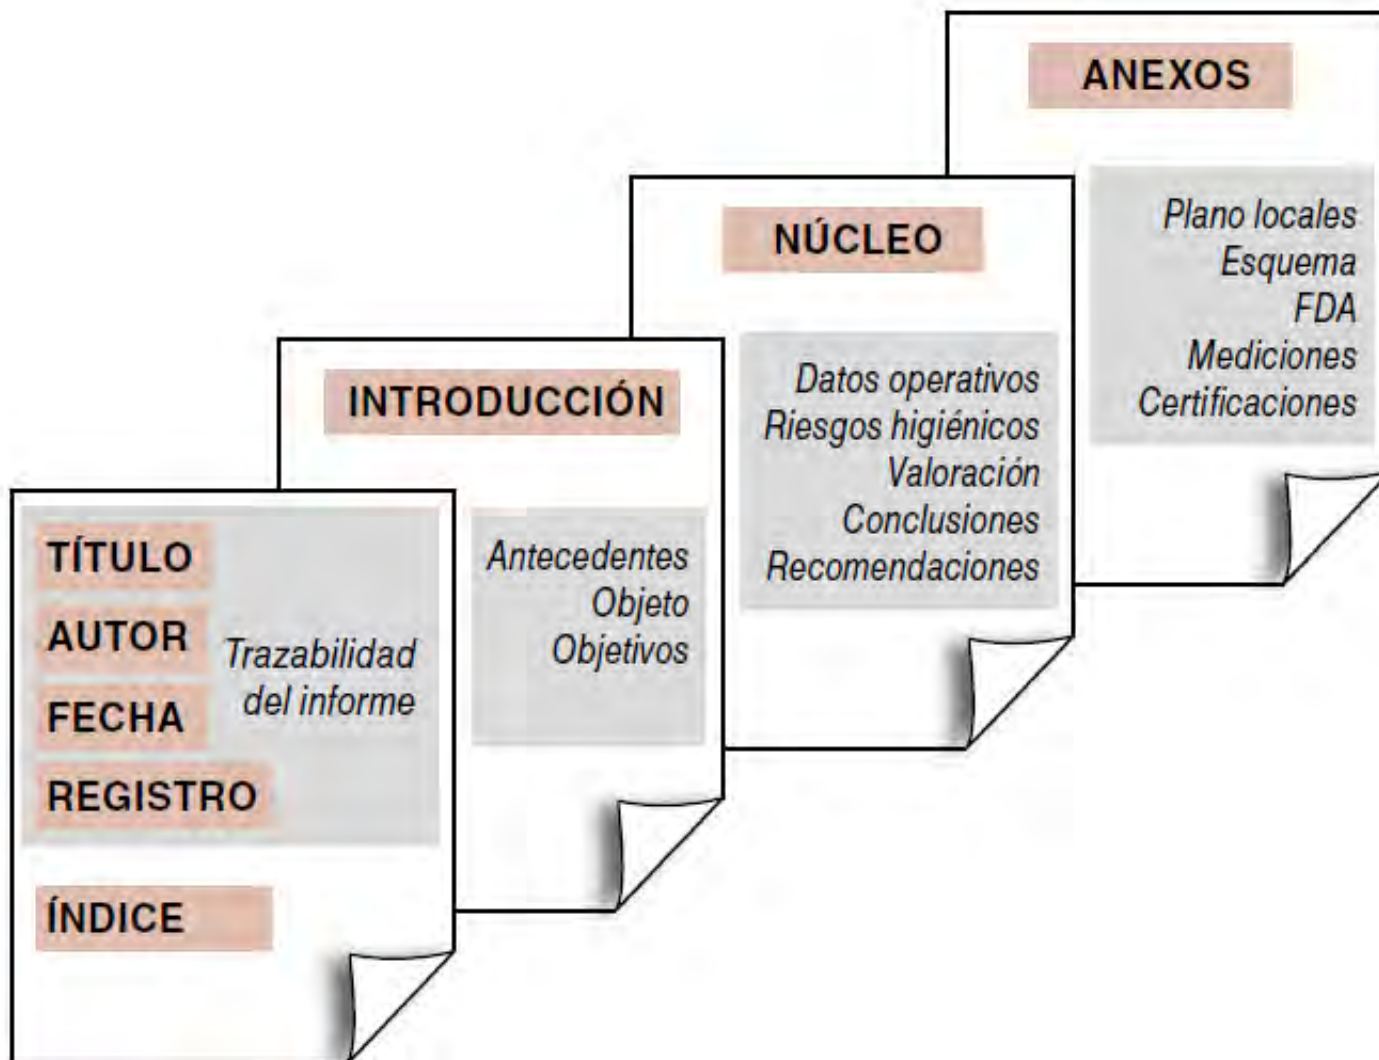 TÍTULO
AUTOR
FECHA
REGISTRO
Trazabilidad
del informe
ÍNDICE
INTRODUCCIÓN
Antecedentes
Objeto
Objetivos
NÚCLEO
Datos operativos
Riesgos higiénicos
Valoración
Conclusiones
Recomendaciones
ANEXOS
Plano locales
Esquema
FDA
Mediciones
Certificaciones